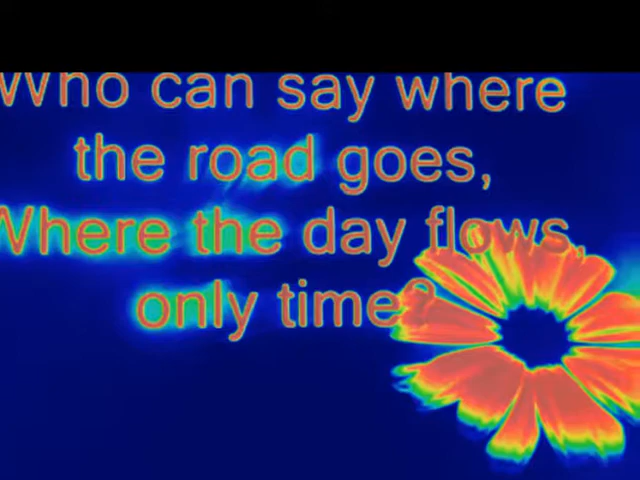 Who can say where
the road goes,
Where the day flows,
only time?